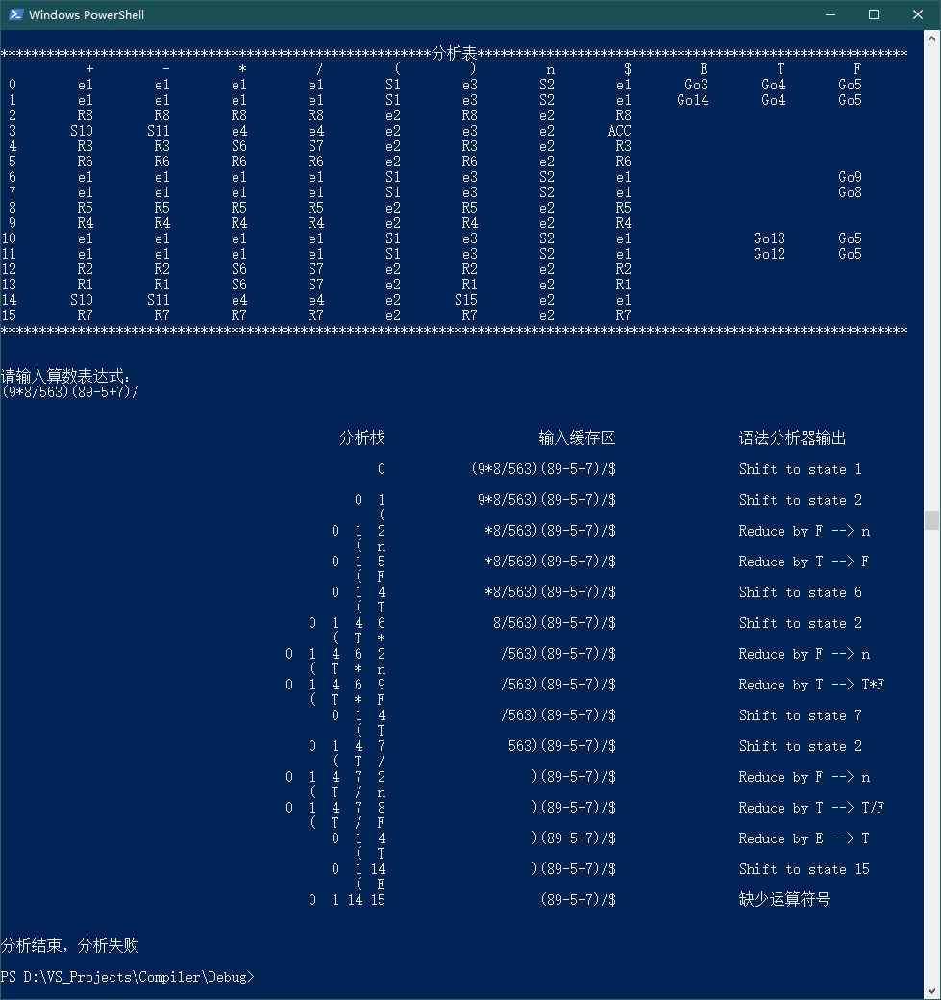 Windows PowerShell
********************************************************分析表********************************************************
+ - * / ( ) n $ E T F
0 e1 e1 e1 e1 S1 e3 S2 e1 Go3 Go4 Go5
1 e1 e1 e1 e1 S1 e3 S2 e1 Go14 Go4 Go5
2 R8 R8 R8 R8 e2 R8 e2 R8
3 S10 S11 e4 e4 e2 e3 e2 ACC
4 R3 R3 S6 S7 e2 R3 e2 R3
5 R6 R6 R6 R6 e2 R6 e2 R6
6 e1 e1 e1 e1 S1 e3 S2 e1 Go9
7 e1 e1 e1 e1 S1 e3 S2 e1 Go8
8 R5 R5 R5 R5 e2 R5 e2 R5
9 R4 R4 R4 R4 e2 R4 e2 R4
10 e1 e1 e1 e1 S1 e3 S2 e1 Go13 Go5
11 e1 e1 e1 e1 S1 e3 S2 e1 Go12 Go5
12 R2 R2 S6 S7 e2 R2 e2 R2
13 R1 R1 S6 S7 e2 R1 e2 R1
14 S10 S11 e4 e4 e2 S15 e2 e1
15 R7 R7 R7 R7 e2 R7 e2 R7
**********************************************************************************************************************
请输入算数表达式:
(9*8/563)(89-5+7)/
分析栈 输入缓存区 语法分析器输出
0 (9*8/563)(89-5+7)/$ Shift to state 1
0 1 9*8/563)(89-5+7)/$ Shift to state 2
(
0 1 2 *8/563)(89-5+7)/$ Reduce by F --> n
( n
0 1 5 *8/563)(89-5+7)/$ Reduce by T --> F
( F
0 1 4 *8/563)(89-5+7)/$ Shift to state 6
( T
0 1 4 6 8/563)(89-5+7)/$ Shift to state 2
( T *
0 1 4 6 2 /563)(89-5+7)/$ Reduce by F --> n
( T * n
0 1 4 6 9 /563)(89-5+7)/$ Reduce by T --> T*F
( T * F
0 1 4 /563)(89-5+7)/$ Shift to state 7
( T
0 1 4 7 563)(89-5+7)/$ Shift to state 2
( T /
0 1 4 7 2 )(89-5+7)/$ Reduce by F --> n
( T / n
0 1 4 7 8 )(89-5+7)/$ Reduce by T --> T/F
( T / F
0 1 4 )(89-5+7)/$ Reduce by E --> T
( T
0 1 14 )(89-5+7)/$ Shift to state 15
( E
0 1 14 15 (89-5+7)/$ 缺少运算符号
分析结束，分析失败
PS D:\VS_Projects\Compiler\Debug>